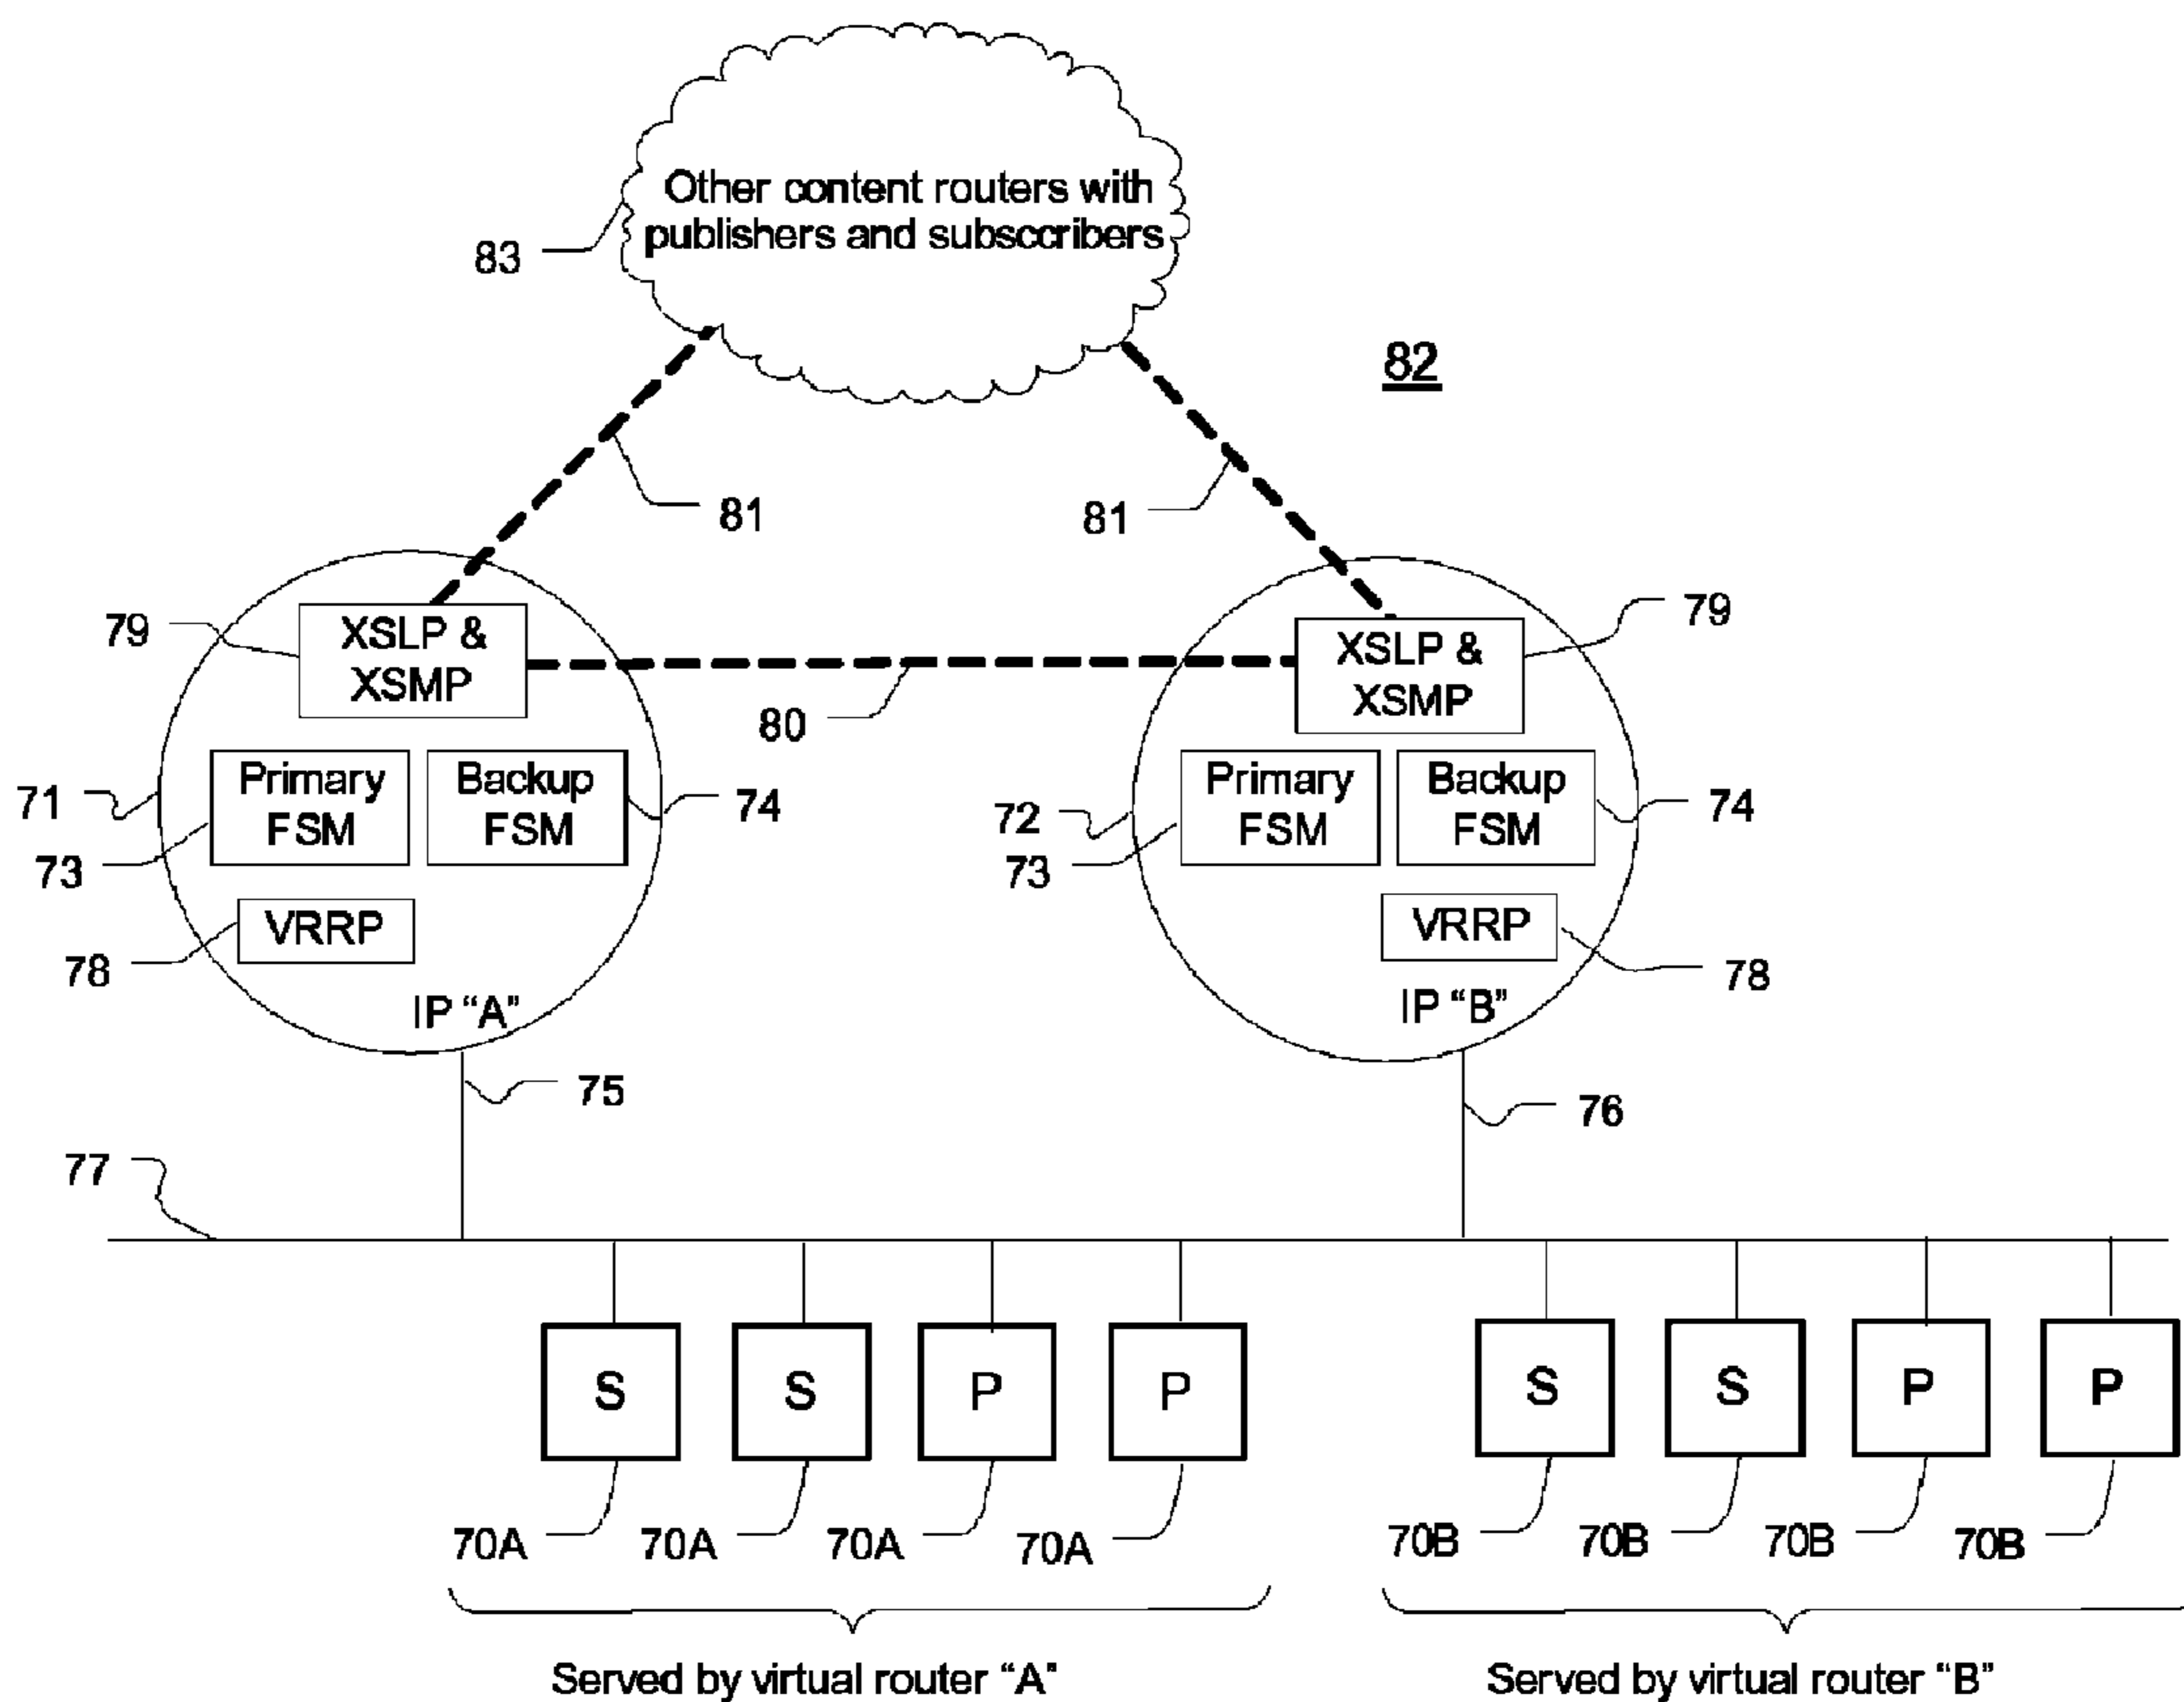 Other content routers with
publishers and subsccribers
83
82
81
81
79
XSLP &
XSMP
XSLP &
XSMP
79
80
71
Primary
FSM
Backup
FSM
74
72
Primary
FSM
Backup
FSM
74
73
73
VRRP
78
VRRP
78
IP “A”
IP “B”
75
76
77
S
S
P
P
S
S
P
P
70A
70A
70A
70A
70B
70B
70B
70B
Served by virtual router “A”
Served by virtual router “B”